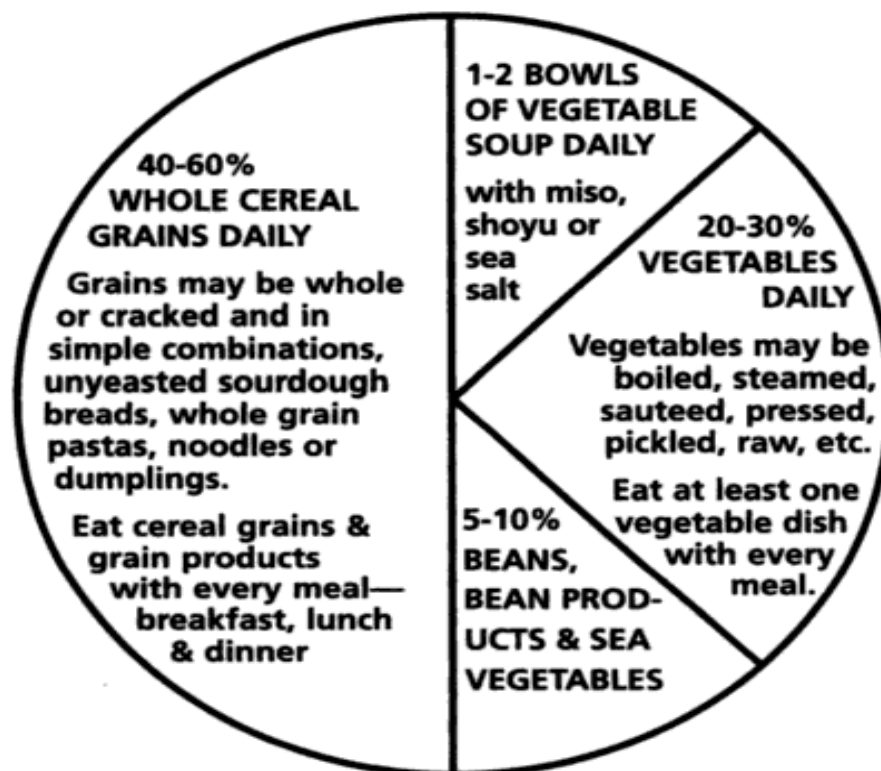 40-60%
WHOLE CEREAL
GRAINS DAILY
Grains may be whole
or cracked and in
simple combinations,
unyeasted sourdough
breads, whole grain
pastas, noodles or
dumplings.
Eat cereal grains &
grain products
with every meal—
breakfast, lunch
& dinner
1-2 BOWLS
OF VEGETABLE
SOUP DAILY
with miso,
shoyu or
sea
salt
20-30%
VEGETABLES
DAILY
Vegetables may be
boiled, steamed,
sauteed, pressed,
pickled, raw, etc.
Eat at least one
vegetable dish
with every
meal.
5-10%
BEANS,
BEAN PROD-
UCTS & SEA
VEGETABLES